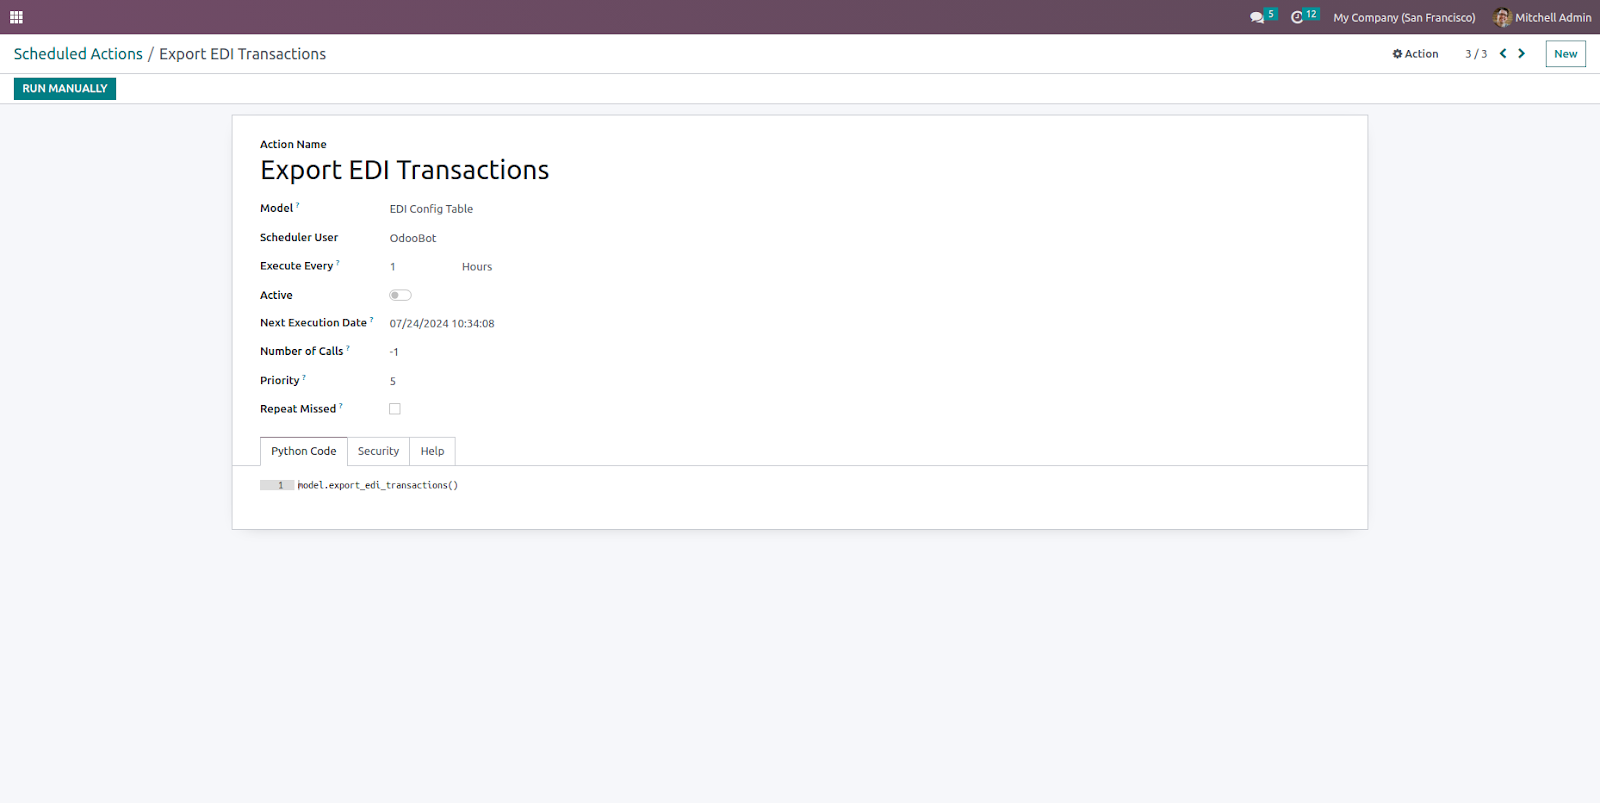 5 12 My Company (San Francisco) Mitchell Admin
Scheduled Actions / Export EDI Transactions Action 3 / 3 New
RUN MANUALLY
Action Name
Export EDI Transactions
Model ? EDI Config Table
Scheduler User OdooBot
Execute Every ? 1 Hours
Active
Next Execution Date ? 07/24/2024 10:34:08
Number of Calls ? -1
Priority ? 5
Repeat Missed ?
Python Code Security Help
1 model.export_edi_transactions()